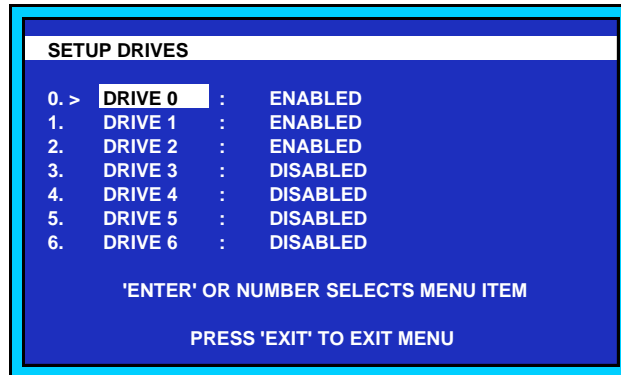 SETUP DRIVES
0. > DRIVE 0 : ENABLED
1. DRIVE 1 : ENABLED
2. DRIVE 2 : ENABLED
3. DRIVE 3 : DISABLED
4. DRIVE 4 : DISABLED
5. DRIVE 5 : DISABLED
6. DRIVE 6 : DISABLED
'ENTER' OR NUMBER SELECTS MENU ITEM
PRESS 'EXIT' TO EXIT MENU